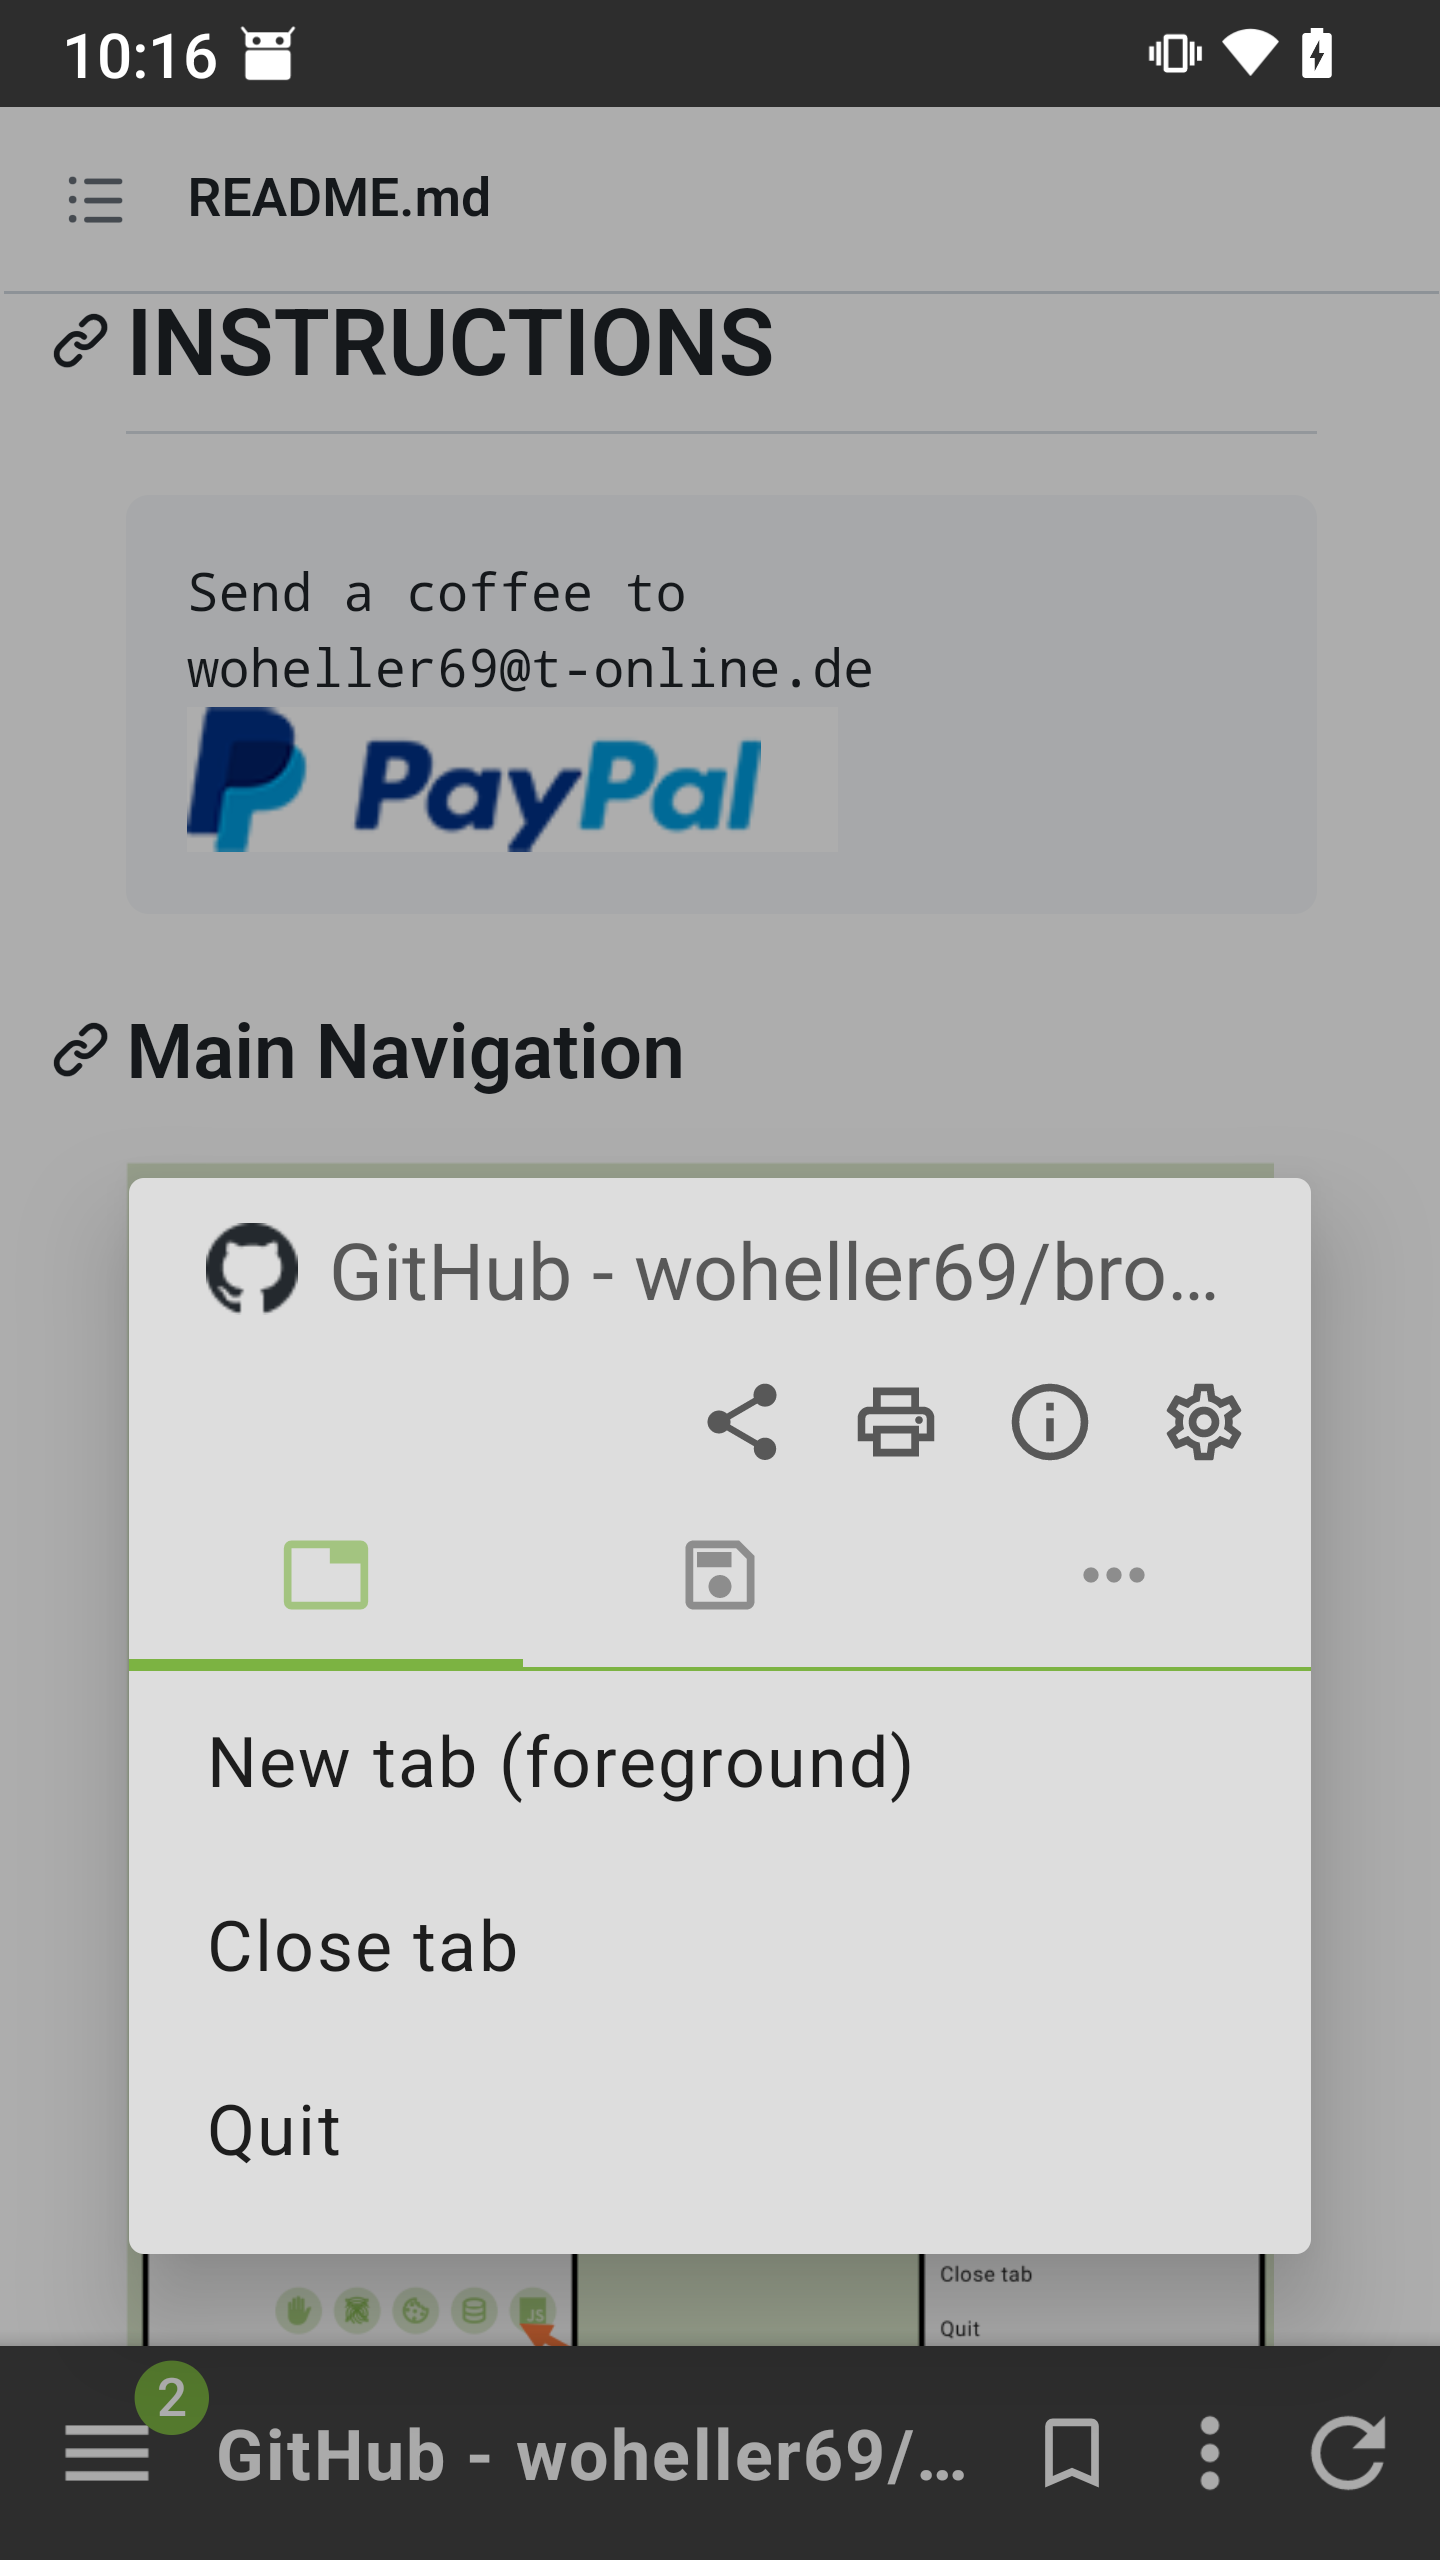 10:16
README.md
INSTRUCTIONS
Send a coffee to
woheller69@t-online.de
PayPal
Main Navigation
GitHub - woheller69/bro...
New tab (foreground)
Close tab
Quit
JS
Close tab
Quit
2
GitHub - woheller69/...